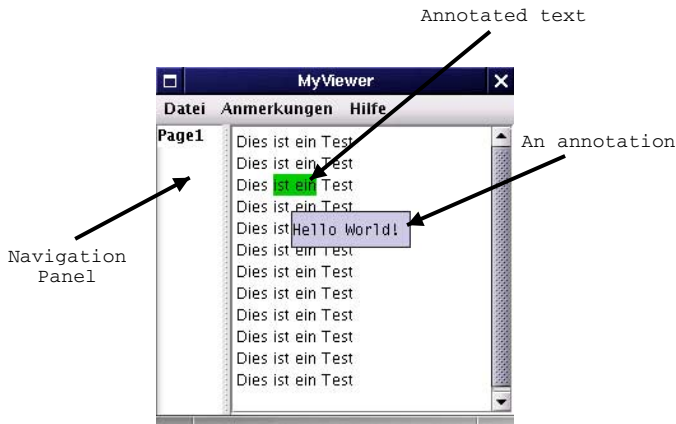 Annotated text
MyViewer
Datei Anmerkungen Hilfe
Page1
Dies ist ein Test
Dies ist ein Test
Dies ist ein Test
Dies ist ein Test
Dies ist
Hello World!
Dies ist ein Test
Dies ist ein Test
Dies ist ein Test
Dies ist ein Test
Dies ist ein Test
Dies ist ein Test
Dies ist ein Test
An annotation
Navigation
Panel